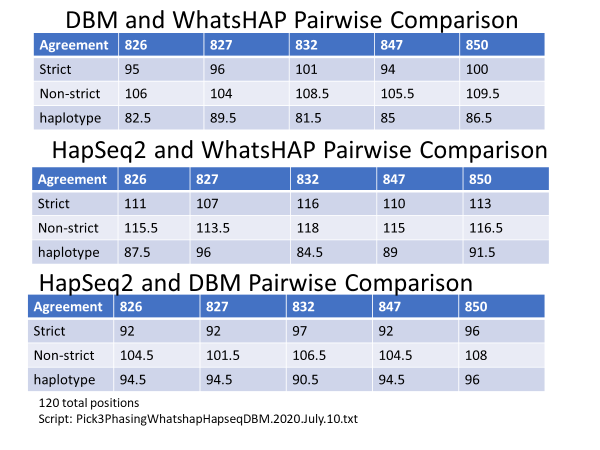 DBM and WhatsHAP Pairwise Comparison
Agreement 826 827 832 847 850
Strict 95 96 101 94 100
Non-strict 106 104 108.5 105.5 109.5
haplotype 82.5 89.5 81.5 85 86.5
HapSeq2 and WhatsHAP Pairwise Comparison
Agreement 826 827 832 847 850
Strict 111 107 116 110 113
Non-strict 115.5 113.5 118 115 116.5
haplotype 87.5 96 84.5 89 91.5
HapSeq2 and DBM Pairwise Comparison
Agreement 826 827 832 847 850
Strict 92 92 97 92 96
Non-strict 104.5 101.5 106.5 104.5 108
haplotype 94.5 94.5 90.5 94.5 96
120 total positions
Script: Pick3PhasingWhatshapHapseqDBM.2020.July.10.txt